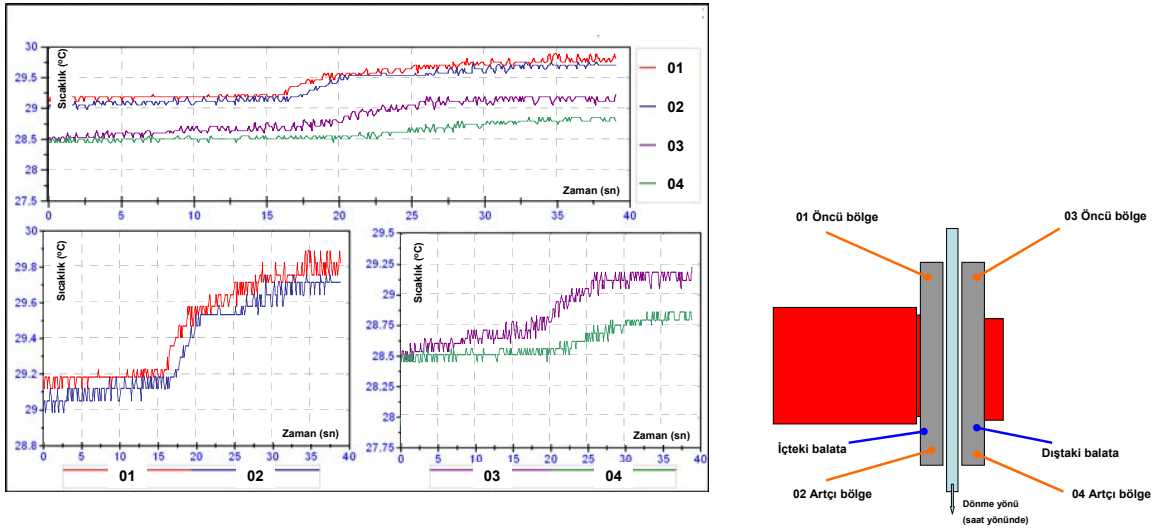 30
29.5
29
28.5
28
27.5
Sıcaklık (ºC)
Zaman (sn)
0 5 10 15 20 25 30 35 40
01
02
03
04
30
29.8
29.6
29.4
29.2
29
28.8
Sıcaklık (ºC)
Zaman (sn)
0 5 10 15 20 25 30 35 40
01 02
29.5
29.25
29
28.75
28.5
28.25
28
27.75
Sıcaklık (ºC)
Zaman (sn)
0 5 10 15 20 25 30 35 40
03 04
01 Öncü bölge
03 Öncü bölge
İçteki balata
Dıştaki balata
02 Artçı bölge
04 Artçı bölge
Dönme yönü
(saat yönünde)